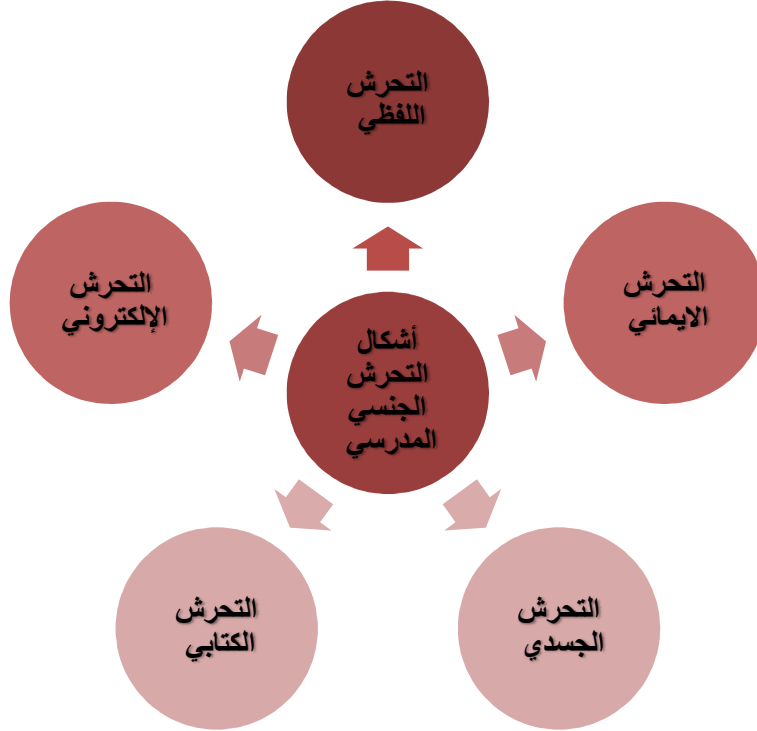 التحرش
اللفظي
التحرش
الايمائي
التحرش
الإلكتروني
أشكال
التحرش
الجنسي
المدرسي
التحرش
الجسدي
التحرش
الكتابي